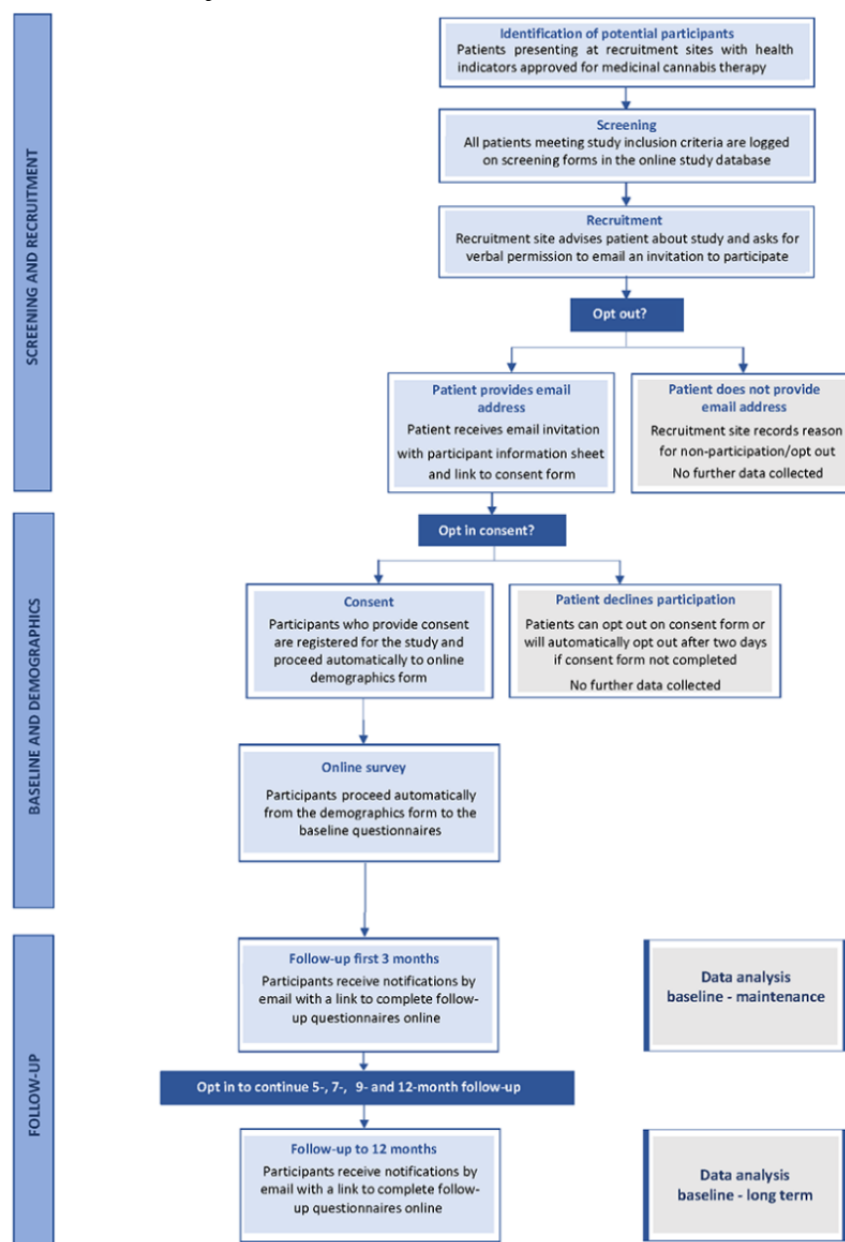 SCREENING AND RECRUITMENT
Identification of potential participants
Patients presenting at recruitment sites with health
indicators approved for medicinal cannabis therapy
Screening
All patients meeting study inclusion criteria are logged
on screening forms in the online study database
Recruitment
Recruitment site advises patient about study and asks for
verbal permission to email an invitation to participate
Opt out?
Patient provides email
address
Patient receives email invitation
with participant information sheet
and link to consent form
Patient does not provide
email address
Recruitment site records reason
for non-participation/opt out
No further data collected
BASELINE AND DEMOGRAPHICS
Opt in consent?
Consent
Participants who provide consent
are registered for the study and
proceed automatically to online
demographics form
Patient declines participation
Patients can opt out on consent form or
will automatically opt out after two days
if consent form not completed
No further data collected
Online survey
Participants proceed automatically
from the demographics form to the
baseline questionnaires
FOLLOW-UP
Follow-up first 3 months
Participants receive notifications by
email with a link to complete follow-
up questionnaires online
Data analysis
baseline - maintenance
Opt in to continue 5-, 7-, 9- and 12-month follow-up
Follow-up to 12 months
Participants receive notifications by
email with a link to complete follow-
up questionnaires online
Data analysis
baseline - long term